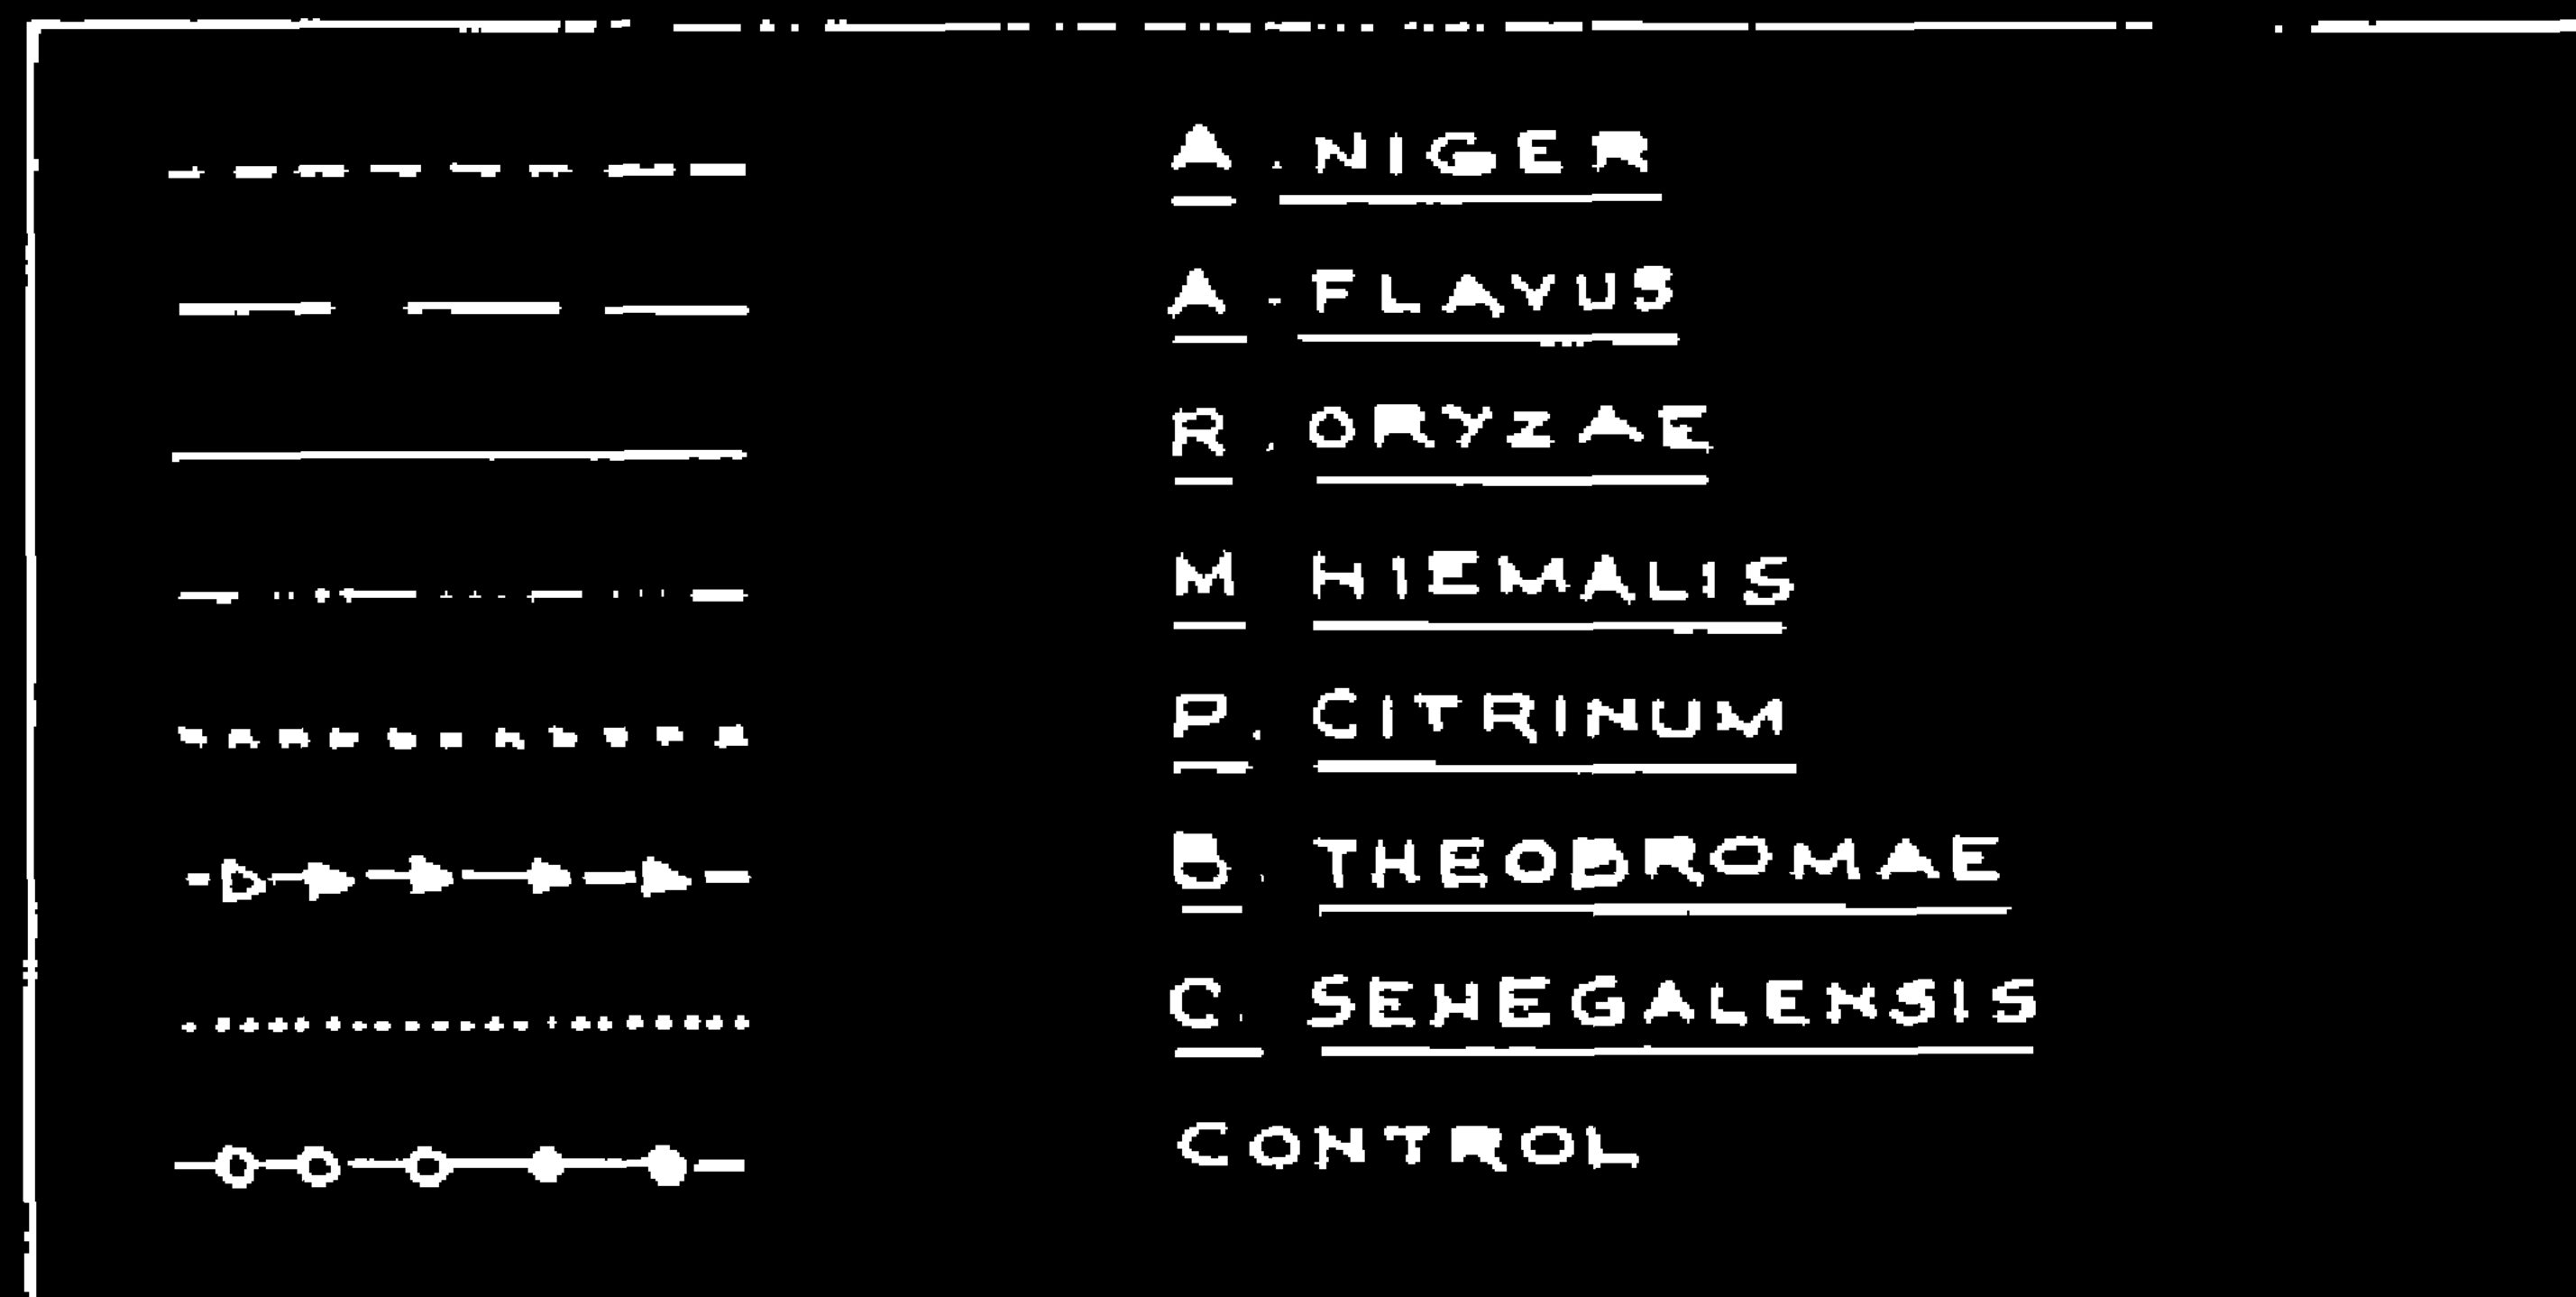 A. NIGER
A. FLAVUS
R. ORYZAE
M HIEMALIS
P. CITRINUM
B. THEOBROMAE
C. SENEGALENSIS
CONTROL